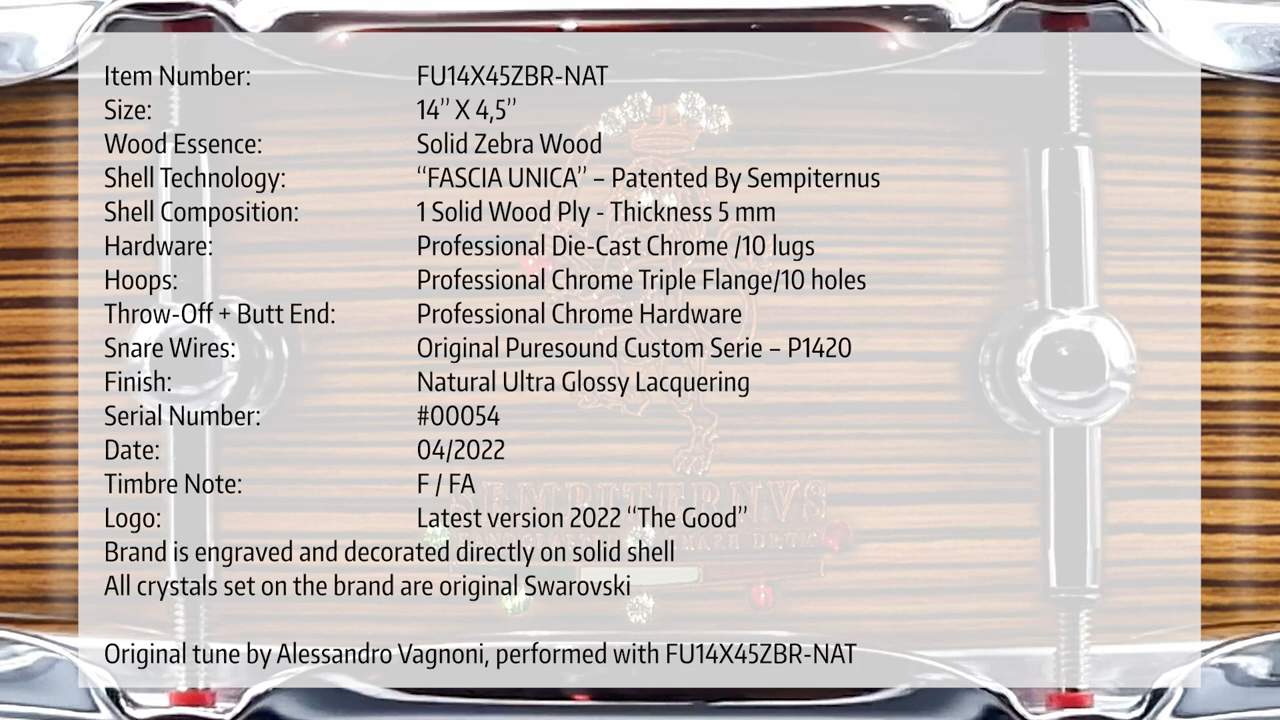 Item Number: FU14X45ZBR-NAT
Size: 14” X 4,5”
Wood Essence: Solid Zebra Wood
Shell Technology: “FASCIA UNICA” – Patented By Sempiternus
Shell Composition: 1 Solid Wood Ply - Thickness 5 mm
Hardware: Professional Die-Cast Chrome /10 lugs
Hoops: Professional Chrome Triple Flange/10 holes
Throw-Off + Butt End: Professional Chrome Hardware
Snare Wires: Original Puresound Custom Serie – P1420
Finish: Natural Ultra Glossy Lacquering
Serial Number: #00054
Date: 04/2022
Timbre Note: F / FA
SEMPITERNVS
Logo: Latest version 2022 “The Good”
Brand is engraved and decorated directly on solid shell
All crystals set on the brand are original Swarovski
Original tune by Alessandro Vagnoni, performed with FU14X45ZBR-NAT